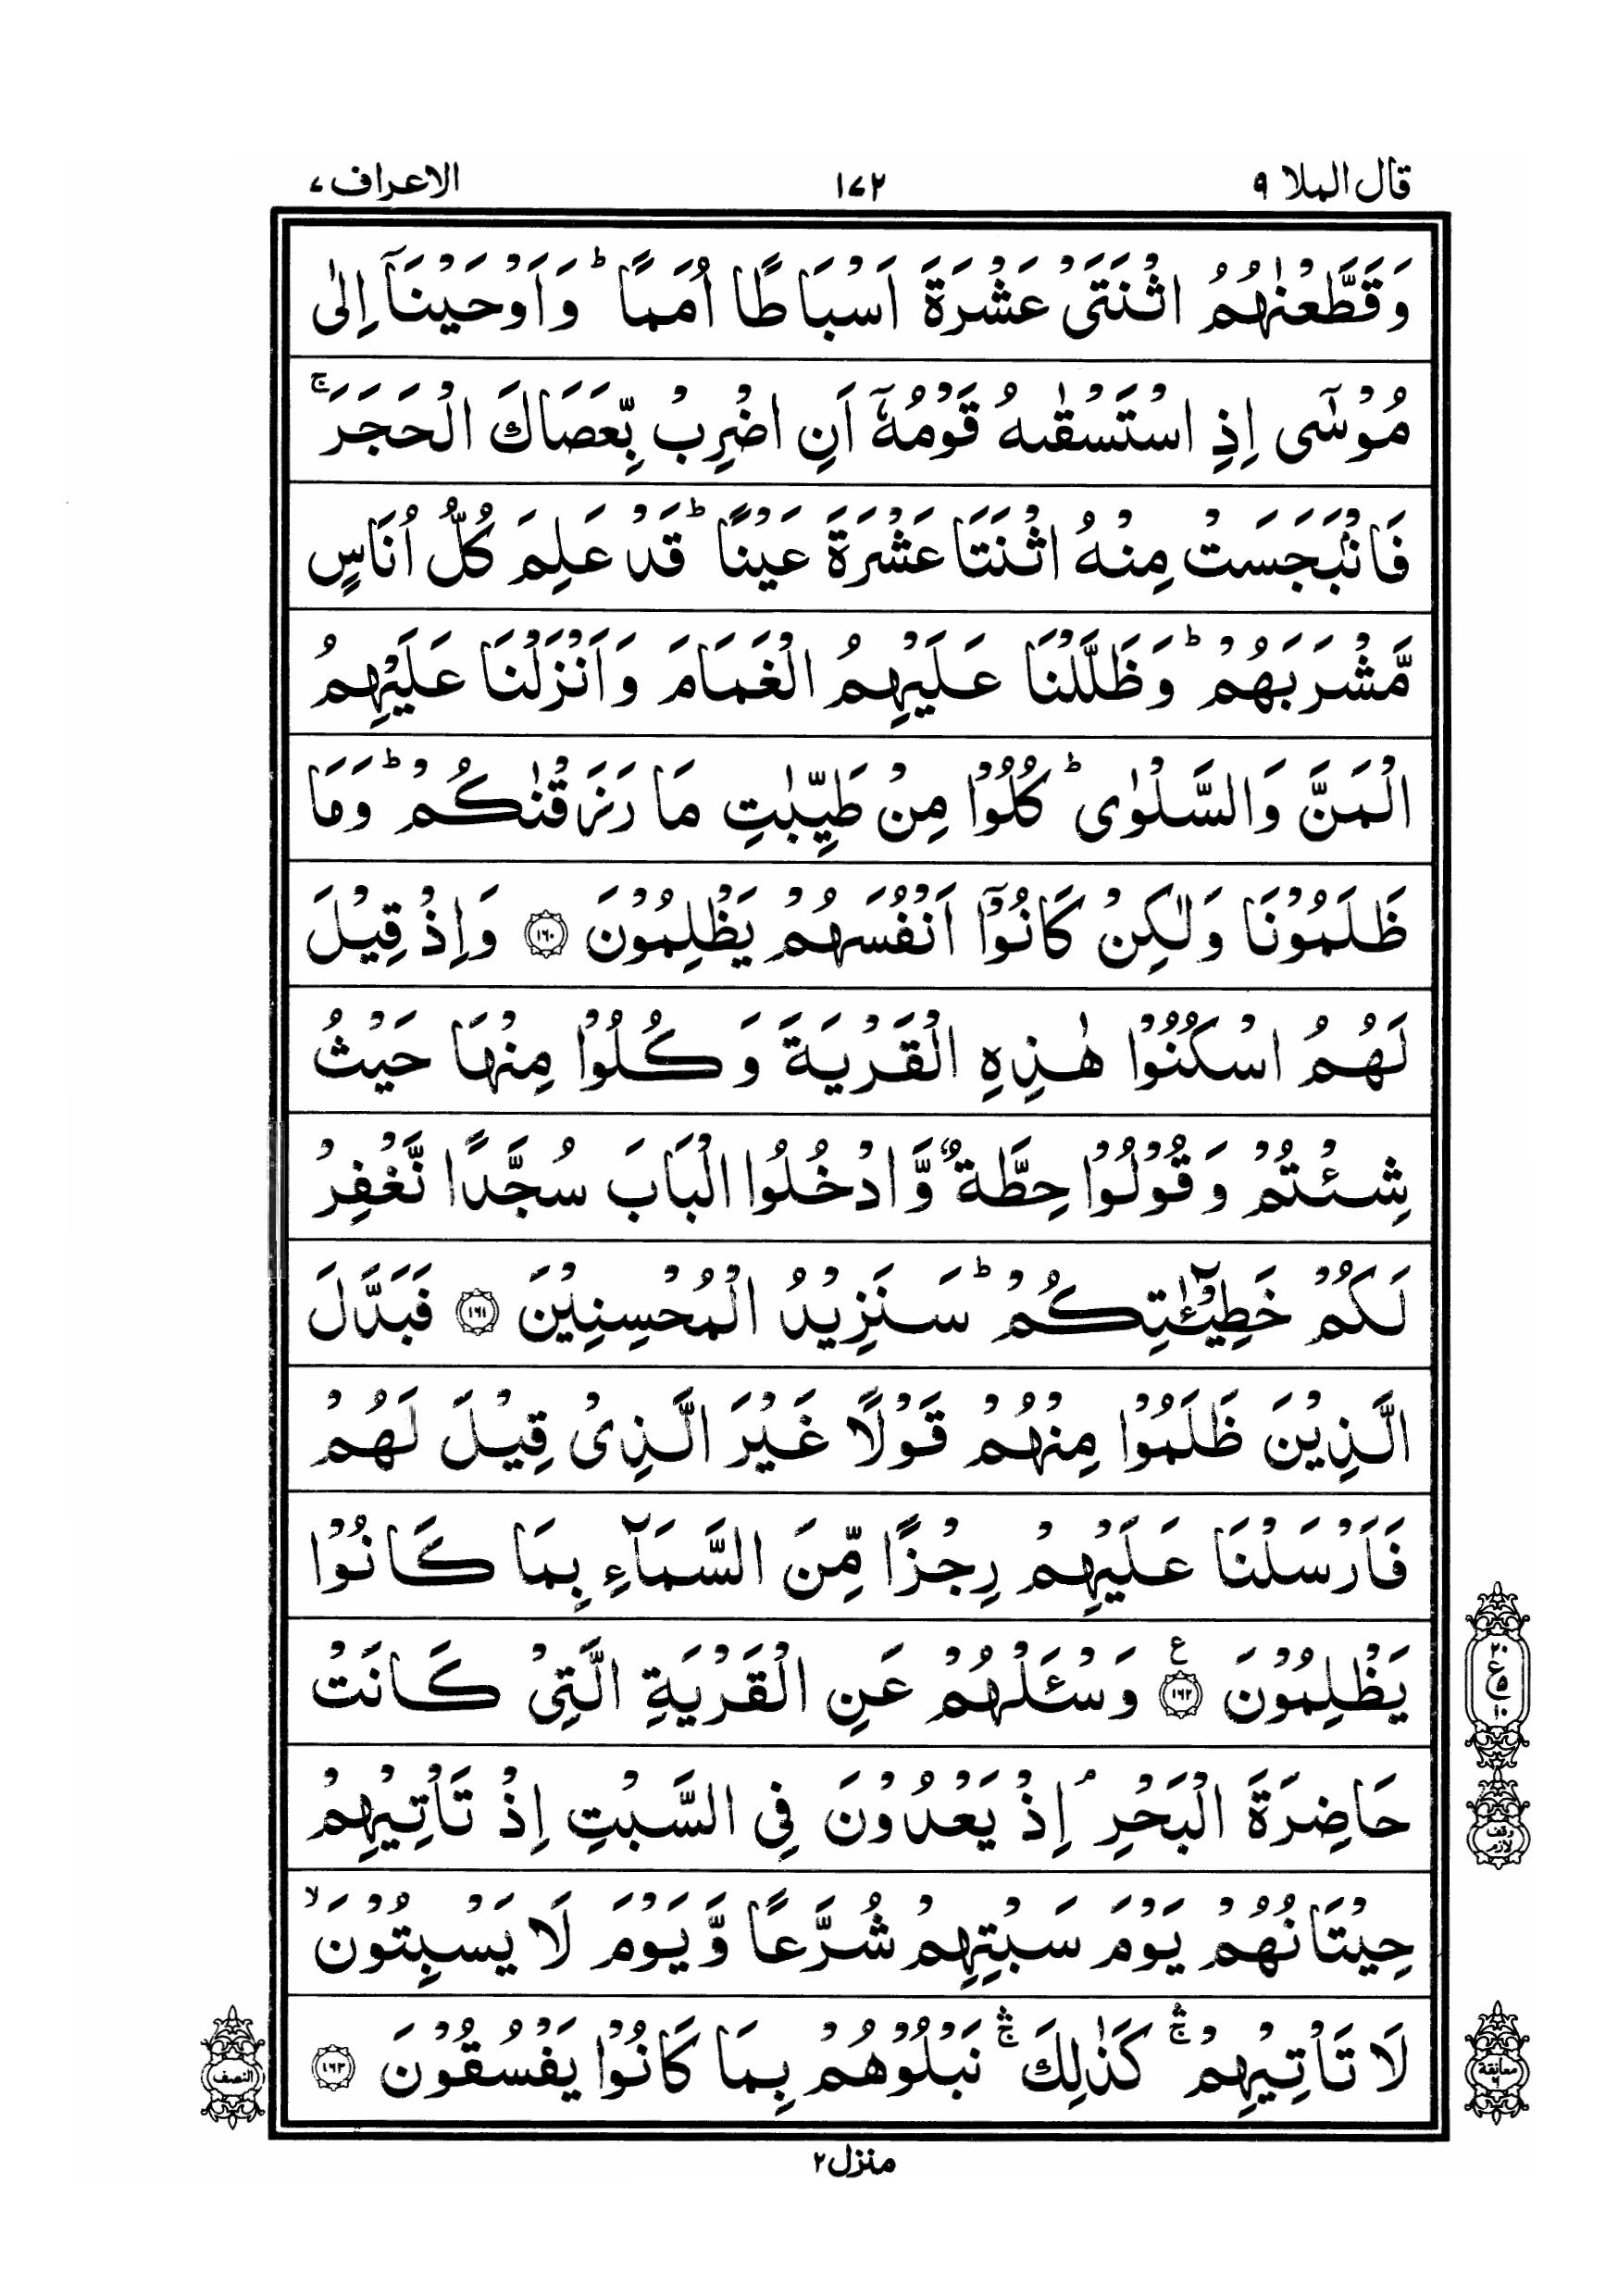 قال الملا ٩
١٧٢
الاعراف ٧
وَقَطَّعْنٰهُمُ اثْنَتَىْ عَشْرَةَ اَسْبَاطًا اُمَمًا ؕ وَاَوْحَيْنَاۤ اِلٰى
مُوْسٰٓى اِذِ اسْتَسْقٰىهُ قَوْمُهٗۤ اَنِ اضْرِبْ بِّعَصَاكَ الْحَجَرَ ۚ
فَانْۢبَجَسَتْ مِنْهُ اثْنَتَا عَشْرَةَ عَيْنًا ؕ قَدْ عَلِمَ كُلُّ اُنَاسٍ
مَّشْرَبَهُمْ ؕ وَظَلَّلْنَا عَلَيْهِمُ الْغَمَامَ وَاَنْزَلْنَا عَلَيْهِمُ
الْمَنَّ وَالسَّلْوٰى ؕ كُلُوْا مِنْ طَيِّبٰتِ مَا رَزَقْنٰكُمْ ؕ وَمَا
ظَلَمُوْنَا وَلٰكِنْ كَانُوْۤا اَنْفُسَهُمْ يَظْلِمُوْنَ ۝١٦٠ وَاِذْ قِيْلَ
لَهُمُ اسْكُنُوْا هٰذِهِ الْقَرْيَةَ وَكُلُوْا مِنْهَا حَيْثُ
شِئْتُمْ وَقُوْلُوْا حِطَّةٌ وَّادْخُلُوا الْبَابَ سُجَّدًا نَّغْفِرْ
لَكُمْ خَطِيْٓـٰٔتِكُمْ ؕ سَنَزِيْدُ الْمُحْسِنِيْنَ ۝١٦١ فَبَدَّلَ
الَّذِيْنَ ظَلَمُوْا مِنْهُمْ قَوْلًا غَيْرَ الَّذِىْ قِيْلَ لَهُمْ
فَاَرْسَلْنَا عَلَيْهِمْ رِجْزًا مِّنَ السَّمَآءِ بِمَا كَانُوْا
يَظْلِمُوْنَ ۝١٦٢ ع وَسْـَٔلْهُمْ عَنِ الْقَرْيَةِ الَّتِىْ كَانَتْ
حَاضِرَةَ الْبَحْرِ ۘ اِذْ يَعْدُوْنَ فِى السَّبْتِ اِذْ تَاْتِيْهِمْ
حِيْتَانُهُمْ يَوْمَ سَبْتِهِمْ شُرَّعًا وَّيَوْمَ لَا يَسْبِتُوْنَ ۙ
لَا تَاْتِيْهِمْ ۛۚ كَذٰلِكَ ۛۚ نَبْلُوْهُمْ بِمَا كَانُوْا يَفْسُقُوْنَ ۝١٦٣
٢٠
ع ٥
١٠
وقف
لازم
معانقة
٦
النصف
منزل ٢